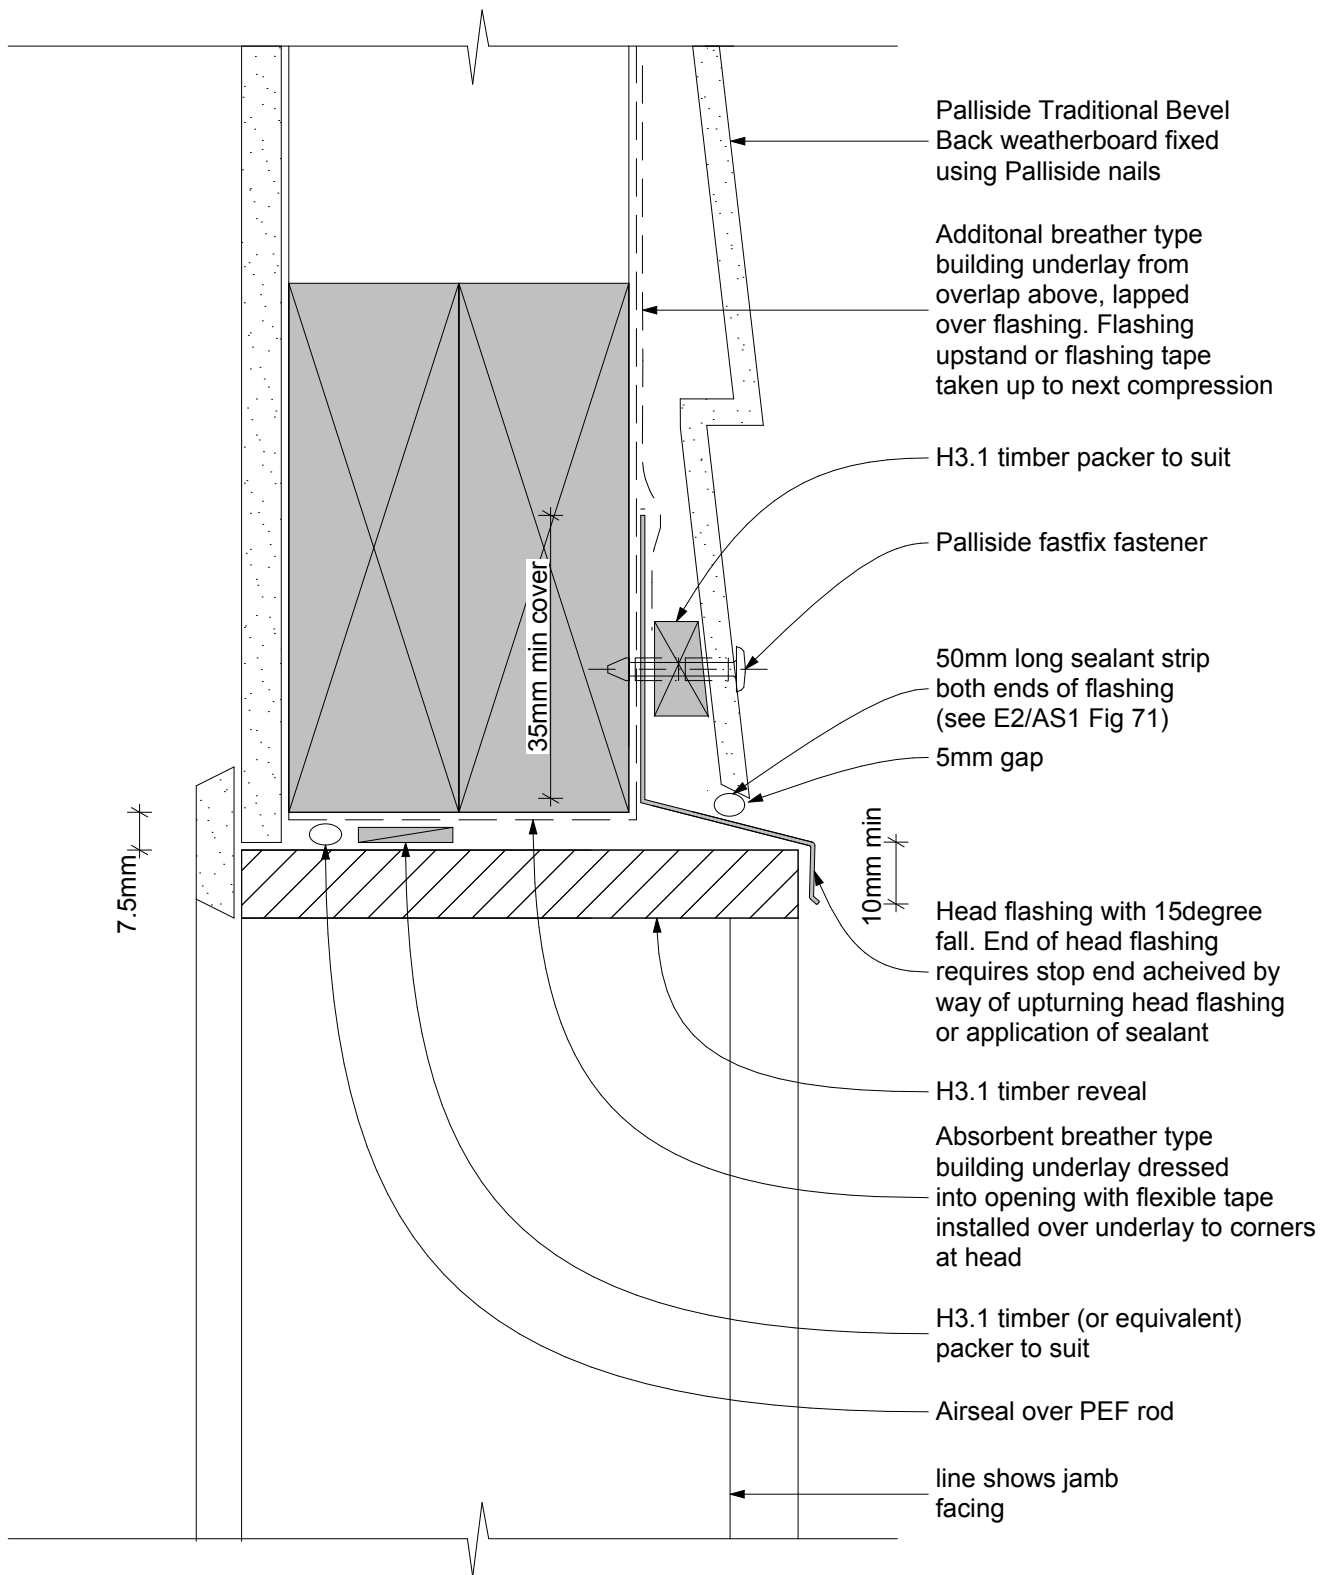 Palliside Traditional Bevel
Back weatherboard fixed
using Palliside nails
Additonal breather type
building underlay from
overlap above, lapped
over flashing. Flashing
upstand or flashing tape
taken up to next compression
H3.1 timber packer to suit
Palliside fastfix fastener
35mm min cover
50mm long sealant strip
both ends of flashing
(see E2/AS1 Fig 71)
5mm gap
7.5mm
10mm min
Head flashing with 15degree
fall. End of head flashing
requires stop end acheived by
way of upturning head flashing
or application of sealant
H3.1 timber reveal
Absorbent breather type
building underlay dressed
into opening with flexible tape
installed over underlay to corners
at head
H3.1 timber (or equivalent)
packer to suit
Airseal over PEF rod
line shows jamb
facing